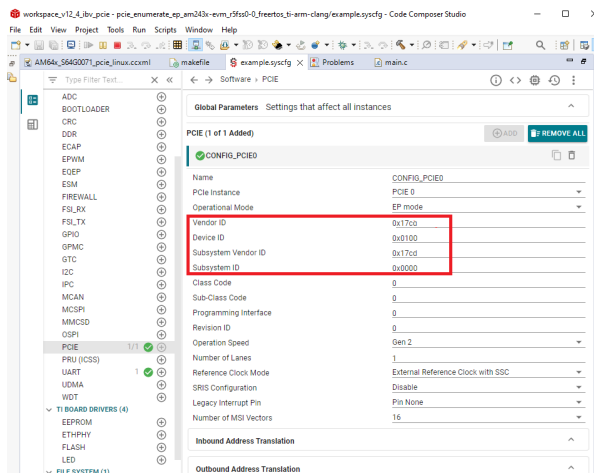 workspace_v12_4_ibv_pcie - pcie_enumerate_ep_am243x-evm_r5fss0-0_freertos_ti-arm-clang/example.syscfg - Code Composer Studio
File Edit View Project Tools Run Scripts Window Help
AM64x_S64G0071_pcie_linux.ccxml makefile example.syscfg Problems main.c
Type Filter Text...
Software > PCIE
ADC
BOOTLOADER
CRC
DDR
ECAP
EPWM
EQEP
ESM
FIREWALL
FSI_RX
FSI_TX
GPIO
GPMC
GTC
I2C
IPC
MCAN
MCSPI
MMCSD
OSPI
PCIE 1/1
PRU (ICSS)
UART 1
UDMA
WDT
TI BOARD DRIVERS (4)
EEPROM
ETHPHY
FLASH
LED
FILE SYSTEM (1)
Global Parameters Settings that affect all instances
PCIE (1 of 1 Added) ADD REMOVE ALL
CONFIG_PCIE0
Name CONFIG_PCIE0
PCIe Instance PCIE 0
Operational Mode EP mode
Vendor ID 0x17cd
Device ID 0x0100
Subsystem Vendor ID 0x17cd
Subsystem ID 0x0000
Class Code 0
Sub-Class Code 0
Programming Interface 0
Revision ID 0
Operation Speed Gen 2
Number of Lanes 1
Reference Clock Mode External Reference Clock with SSC
SRIS Configuration Disable
Legacy Interrupt Pin Pin None
Number of MSI Vectors 16
Inbound Address Translation
Outbound Address Translation